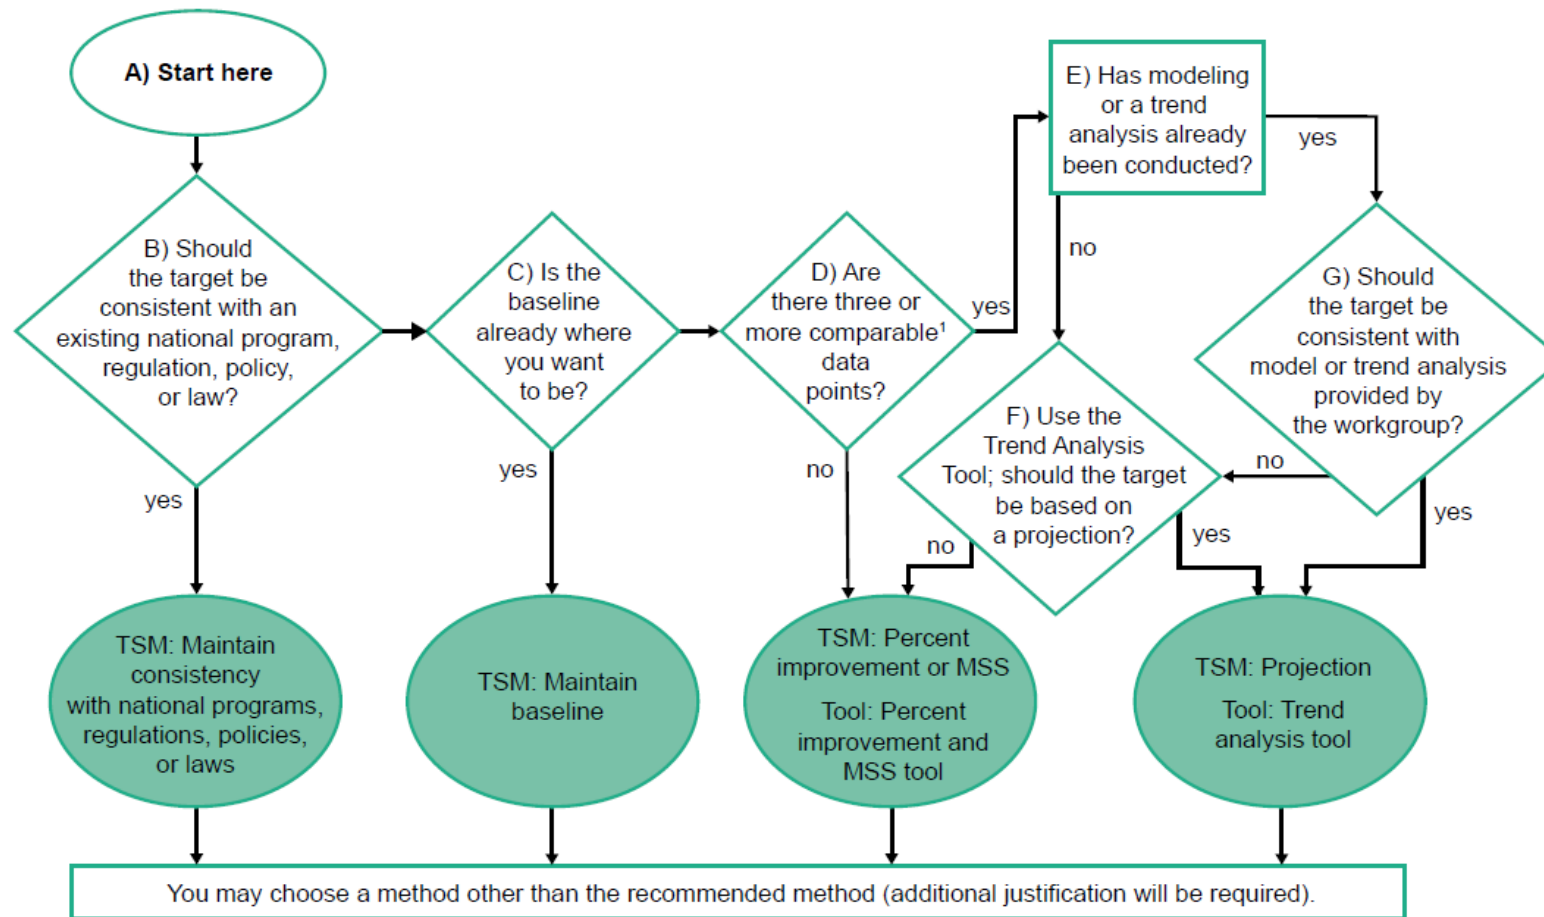 A) Start here
B) Should
the target be
consistent with an
existing national program,
regulation, policy,
or law?
yes
C) Is the
baseline
already where
you want
to be?
yes
D) Are
there three or
more comparable¹
data
points?
yes
no
E) Has modeling
or a trend
analysis already
been conducted?
yes
no
G) Should
the target be
consistent with
model or trend analysis
provided by
the workgroup?
no
yes
F) Use the
Trend Analysis
Tool; should the target
be based on
a projection?
no
yes
TSM: Maintain
consistency
with national programs,
regulations, policies,
or laws
TSM: Maintain
baseline
TSM: Percent
improvement or MSS
Tool: Percent
improvement and
MSS tool
TSM: Projection
Tool: Trend
analysis tool
You may choose a method other than the recommended method (additional justification will be required).